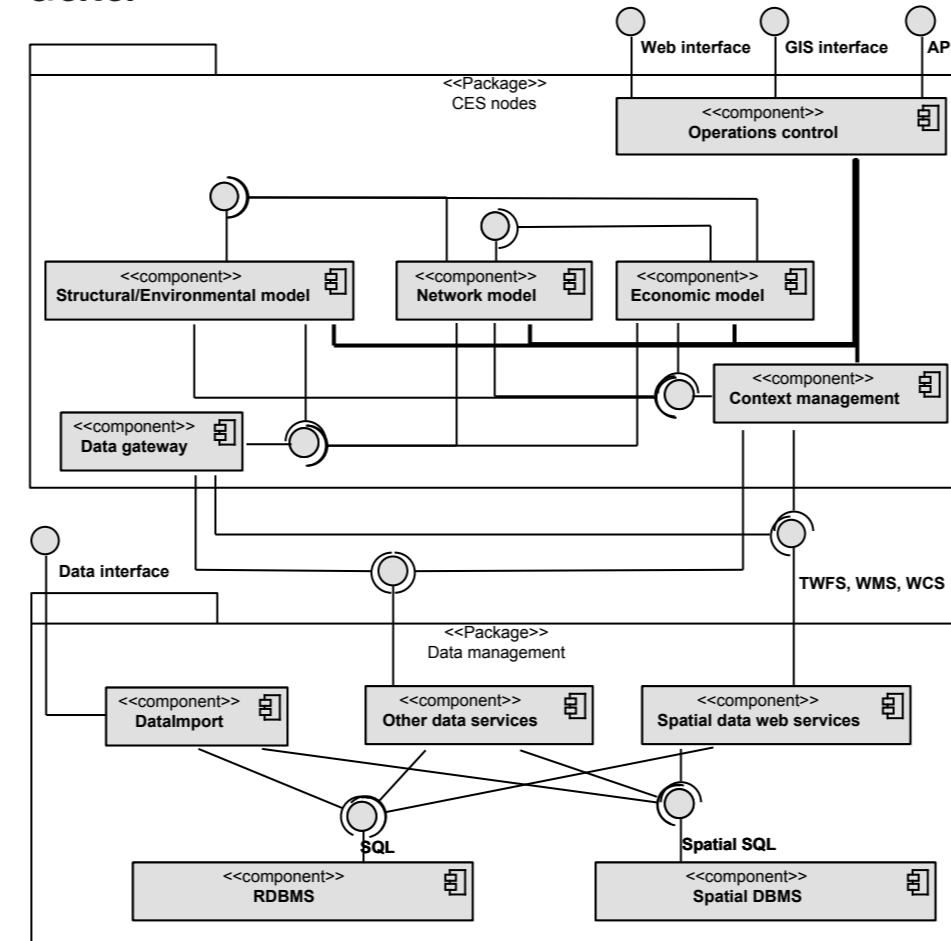 Web interface
GIS interface
AP
<<Package>>
CES nodes
<<component>>
Operations control
<<component>>
Structural/Environmental model
<<component>>
Network model
<<component>>
Economic model
<<component>>
Context management
<<component>>
Data gateway
Data interface
TWFS, WMS, WCS
<<Package>>
Data management
<<component>>
DataImport
<<component>>
Other data services
<<component>>
Spatial data web services
SQL
Spatial SQL
<<component>>
RDBMS
<<component>>
Spatial DBMS